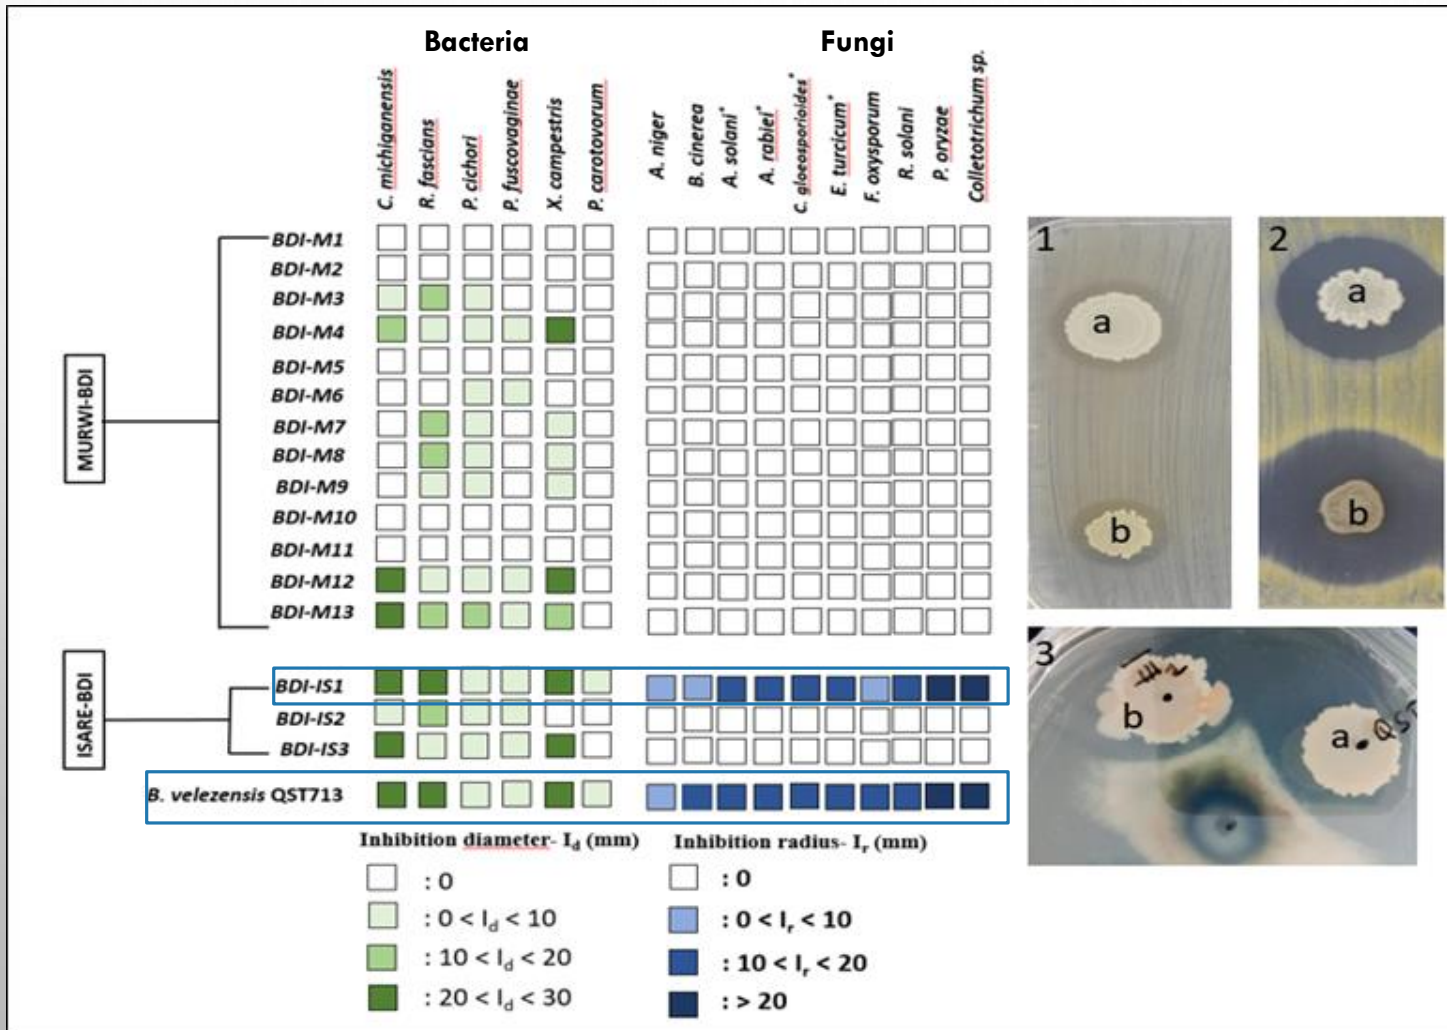 Bacteria
Fungi
C. michiganensis
R. fascians
P. cichori
P. fuscovaginae
X. campestris
P. carotovorum
A. niger
B. cinerea
A. solani*
A. rabiei*
C. gloeosporioides*
E. turcicum*
F. oxysporum
R. solani
P. oryzae
Colletotrichum sp.
MURWI-BDI
BDI-M1
BDI-M2
BDI-M3
BDI-M4
BDI-M5
BDI-M6
BDI-M7
BDI-M8
BDI-M9
BDI-M10
BDI-M11
BDI-M12
BDI-M13
ISARE-BDI
BDI-IS1
BDI-IS2
BDI-IS3
B. velezensis QST713
Inhibition diameter- Id (mm)
: 0
: 0 < Id < 10
: 10 < Id < 20
: 20 < Id < 30
Inhibition radius- Ir (mm)
: 0
: 0 < Ir < 10
: 10 < Ir < 20
: > 20
1
a
b
2
a
b
3
b
a
QST